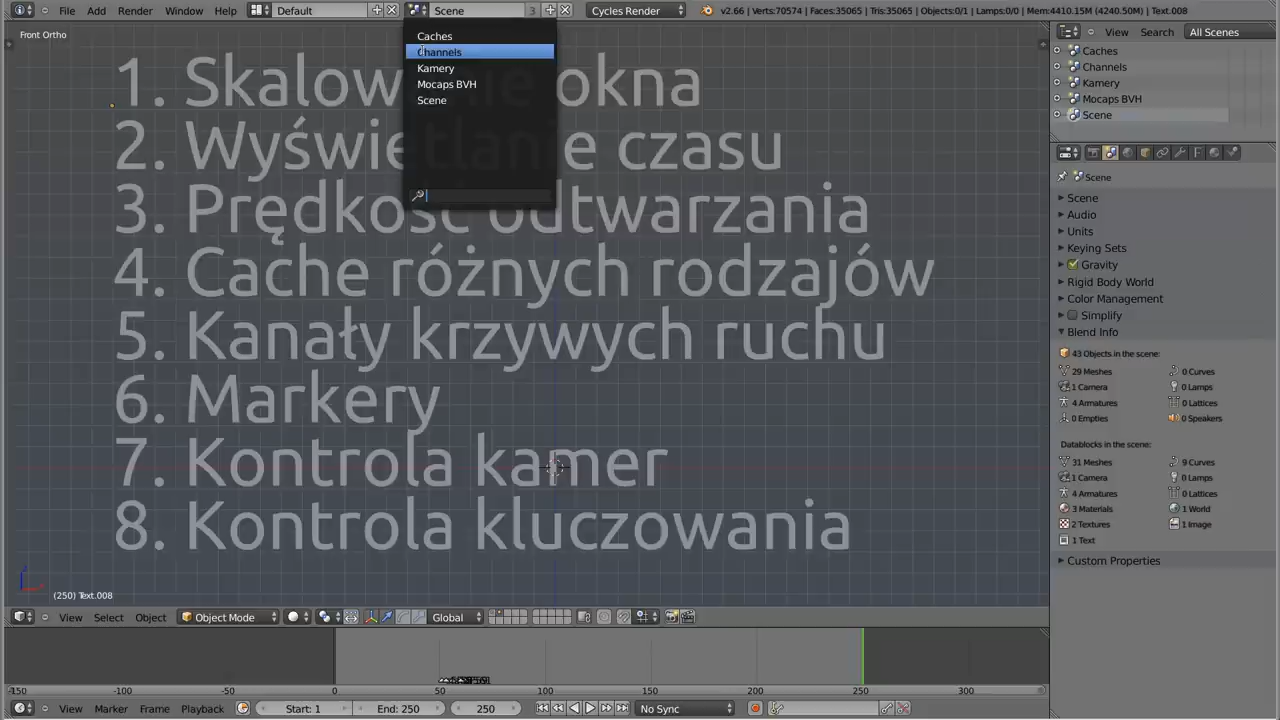 File Add Render Window Help Default Scene 3 Cycles Render v2.66 | Verts:70574 | Faces:35065 | Tris:35065 | Objects:0/1 | Lamps:0/0 | Mem:4410.15M (4240.50M) | Text.008
Front Ortho
Caches
Channels
Kamery
Mocaps BVH
Scene
1. Skalow nie okna
2. Wyświetlanie czasu
3. Prędkość odtwarzania
4. Cache różnych rodzajów
5. Kanały krzywych ruchu
6. Markery
7. Kontrola kamer
8. Kontrola kluczowania
(250) Text.008
View Search All Scenes
Caches
Channels
Kamery
Mocaps BVH
Scene
Scene
Scene
Audio
Units
Keying Sets
Gravity
Rigid Body World
Color Management
Simplify
Blend Info
43 Objects in the scene:
29 Meshes 0 Curves
1 Camera 0 Lamps
4 Armatures 0 Lattices
0 Empties 0 Speakers
Datablocks in the scene:
31 Meshes 9 Curves
1 Camera 0 Lamps
4 Armatures 0 Lattices
3 Materials 1 World
2 Textures 1 Image
1 Text
Custom Properties
View Select Object Object Mode Global
-150 -50 0 50 100 150 200 300
View Marker Frame Playback Start: 1 End: 250 250 No Sync